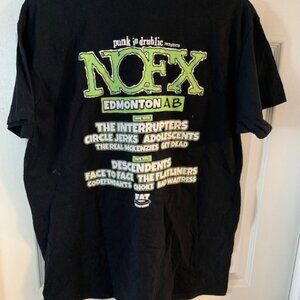 punk in drublic PRESENTS
NOFX
EDMONTON AB
THE INTERRUPTERS
CIRCLE JERKS ADOLESCENTS
THE REAL MCKENZIES GET DEAD
DESCENDENTS
FACE TO FACE THE FLATLINERS
CODEFENDANTS CHOKE BAD WAITRESS
FAT